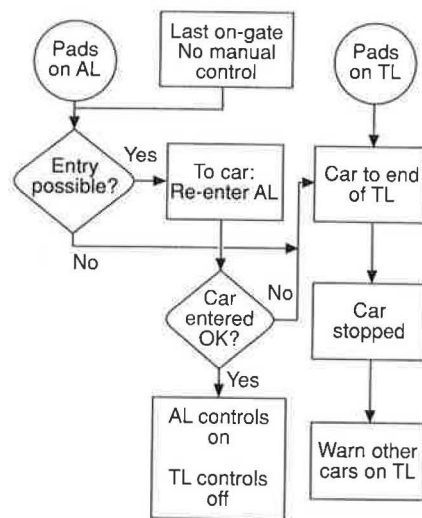 Pads
on AL
Last on-gate
No manual
control
Pads
on TL
Entry
possible?
Yes
To car:
Re-enter AL
Car to end
of TL
No
Car
entered
OK?
No
Car
stopped
Yes
AL controls
on
TL controls
off
Warn other
cars on TL